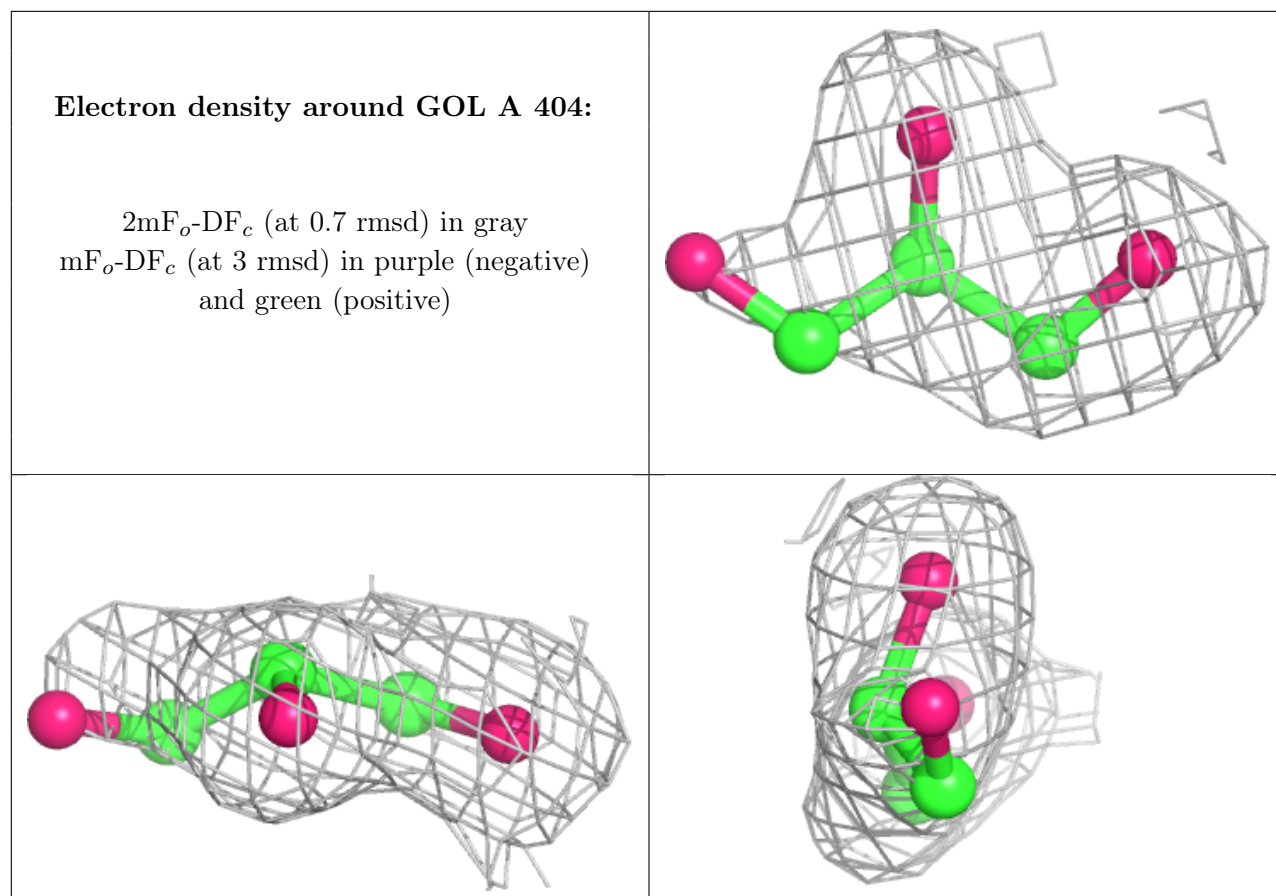 Electron density around GOL A 404:
2mFo-DFc (at 0.7 rmsd) in gray
mFo-DFc (at 3 rmsd) in purple (negative)
and green (positive)